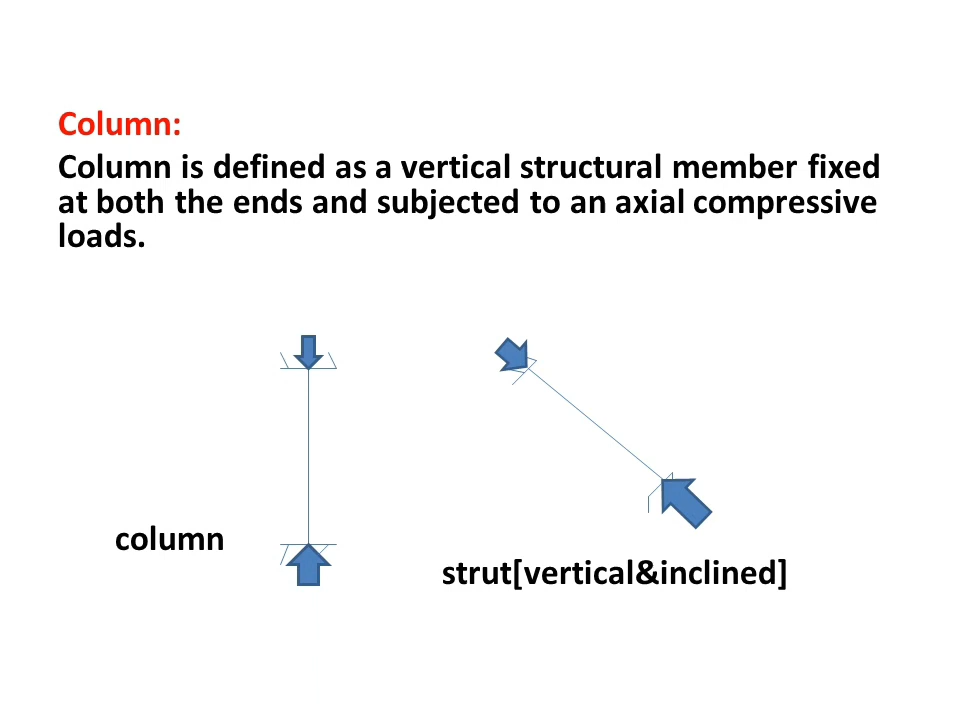 Column:
Column is defined as a vertical structural member fixed
at both the ends and subjected to an axial compressive
loads.
column
strut[vertical&inclined]